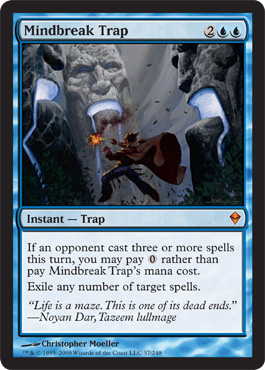 Mindbreak Trap 2
Instant — Trap
If an opponent cast three or more spells
this turn, you may pay 0 rather than
pay Mindbreak Trap's mana cost.
Exile any number of target spells.
"Life is a maze. This is one of its dead ends."
—Noyan Dar, Tazeem lullmage
Christopher Moeller
™ & © 1993–2009 Wizards of the Coast LLC 57/249